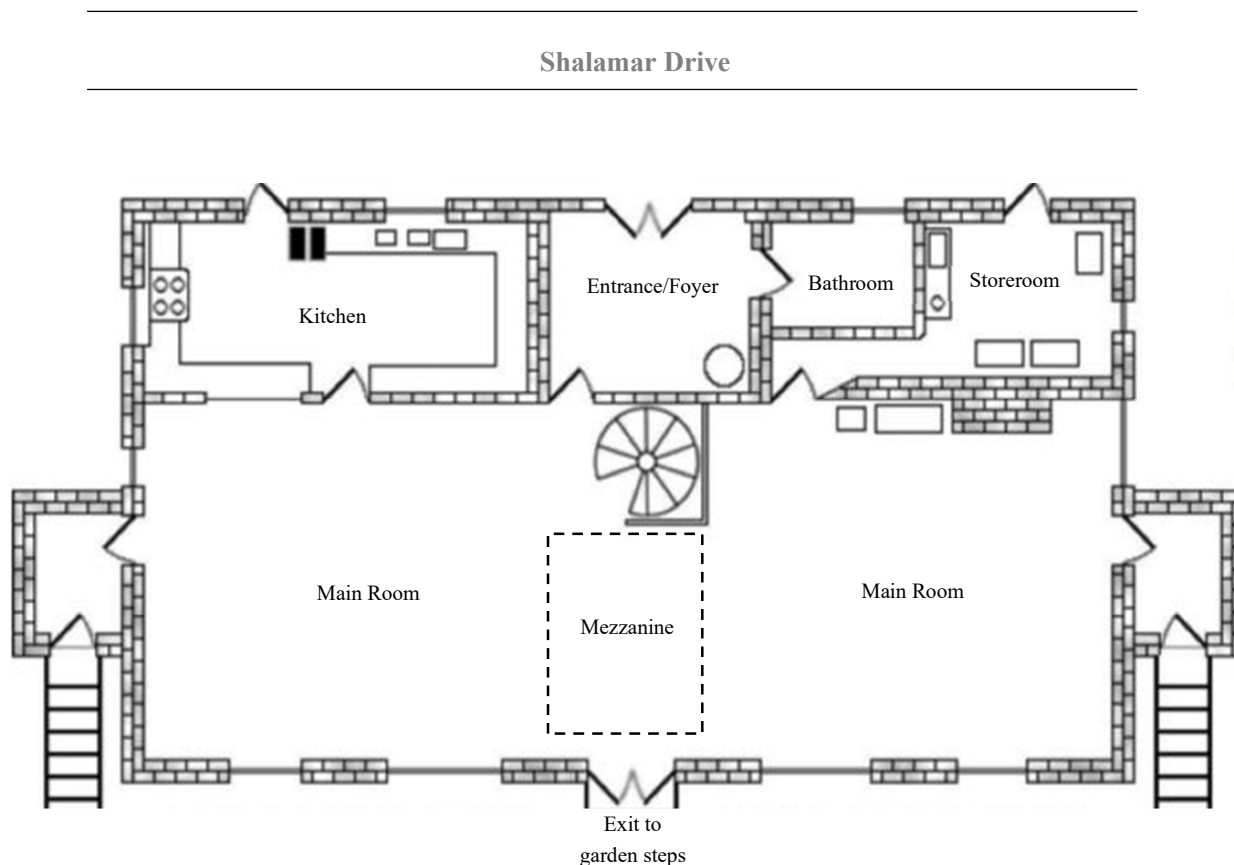 Shalamar Drive
Entrance/Foyer
Bathroom
Storeroom
Kitchen
Main Room
Main Room
Mezzanine
Exit to
garden steps